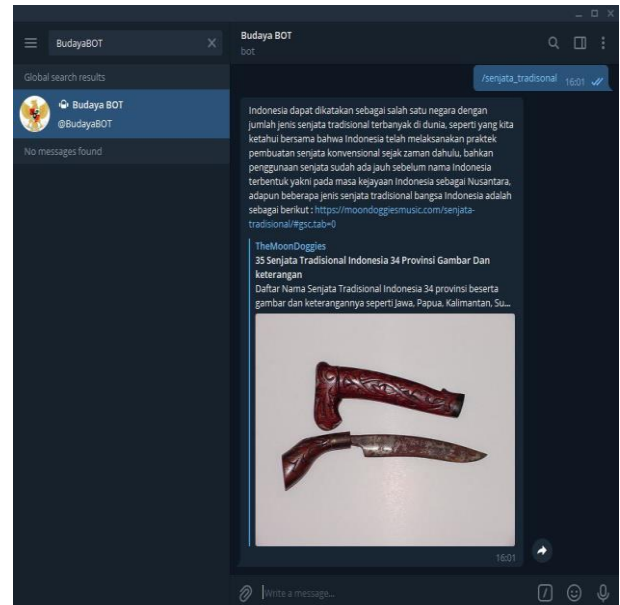 BudayaBOT
Global search results
Budaya BOT
@BudayaBOT
No messages found
Budaya BOT
bot
/senjata_tradisonal 16:01
Indonesia dapat dikatakan sebagai salah satu negara dengan
jumlah jenis senjata tradisional terbanyak di dunia, seperti yang kita
ketahui bersama bahwa Indonesia telah melaksanakan praktek
pembuatan senjata konvensional sejak zaman dahulu, bahkan
penggunaan senjata sudah ada jauh sebelum nama Indonesia
terbentuk yakni pada masa kejayaan Indonesia sebagai Nusantara,
adapun beberapa jenis senjata tradisional bangsa Indonesia adalah
sebagai berikut : https://moondoggiesmusic.com/senjata-
tradisional/#gsc.tab=0
TheMoonDoggies
35 Senjata Tradisional Indonesia 34 Provinsi Gambar Dan
keterangan
Daftar Nama Senjata Tradisional Indonesia 34 provinsi beserta
gambar dan keterangannya seperti Jawa, Papua, Kalimantan, Su...
16:01
Write a message...